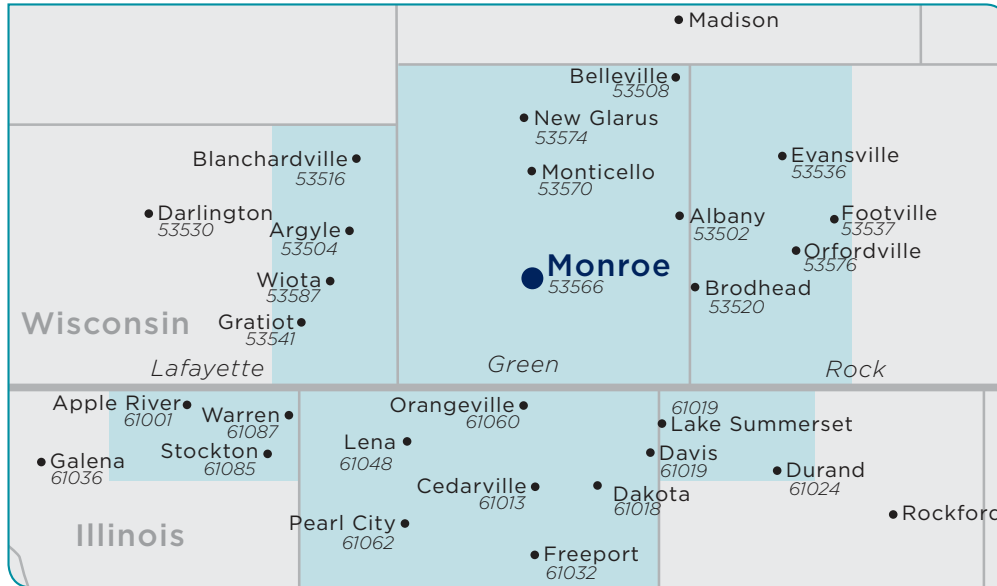 Madison
Belleville
53508
New Glarus
53574
Blanchardville
53516
Monticello
53570
Evansville
53536
Darlington
53530
Argyle
53504
Albany
53502
Footville
53537
Orfordville
53576
Monroe
53566
Wiota
53587
Brodhead
53520
Wisconsin
Gratiot
53541
Lafayette
Green
Rock
Apple River
61001
Warren
61087
Orangeville
61060
61019
Lake Summerset
Stockton
61085
Lena
61048
Galena
61036
Davis
61019
Durand
61024
Cedarville
61013
Dakota
61018
Illinois
Pearl City
61062
Rockford
Freeport
61032